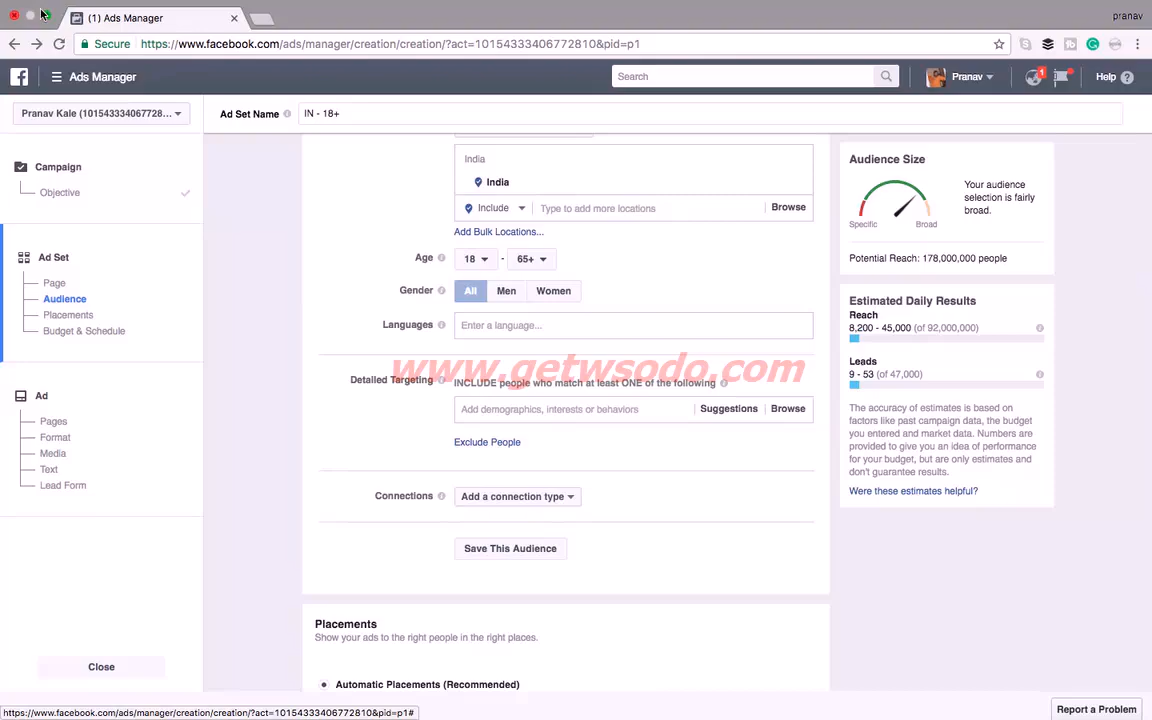 (1) Ads Manager
pranav
Secure https://www.facebook.com/ads/manager/creation/creation/?act=10154333406772810&pid=p1
Ads Manager
Search
Pranav
1
Help
Pranav Kale (101543334067728...
Ad Set Name
IN - 18+
Campaign
Objective
Ad Set
Page
Audience
Placements
Budget & Schedule
Ad
Pages
Format
Media
Text
Lead Form
Close
India
India
Include
Type to add more locations
Browse
Add Bulk Locations...
Age
18 - 65+
Gender
All Men Women
Languages
Enter a language...
www.getwsodo.com
Detailed Targeting
INCLUDE people who match at least ONE of the following
Add demographics, interests or behaviors
Suggestions
Browse
Exclude People
Connections
Add a connection type
Save This Audience
Placements
Show your ads to the right people in the right places.
Automatic Placements (Recommended)
Audience Size
Your audience
selection is fairly
broad.
Specific
Broad
Potential Reach: 178,000,000 people
Estimated Daily Results
Reach
8,200 - 45,000 (of 92,000,000)
Leads
9 - 53 (of 47,000)
The accuracy of estimates is based on
factors like past campaign data, the budget
you entered and market data. Numbers are
provided to give you an idea of performance
for your budget, but are only estimates and
don't guarantee results.
Were these estimates helpful?
https://www.facebook.com/ads/manager/creation/creation/?act=10154333406772810&pid=p1#
Report a Problem